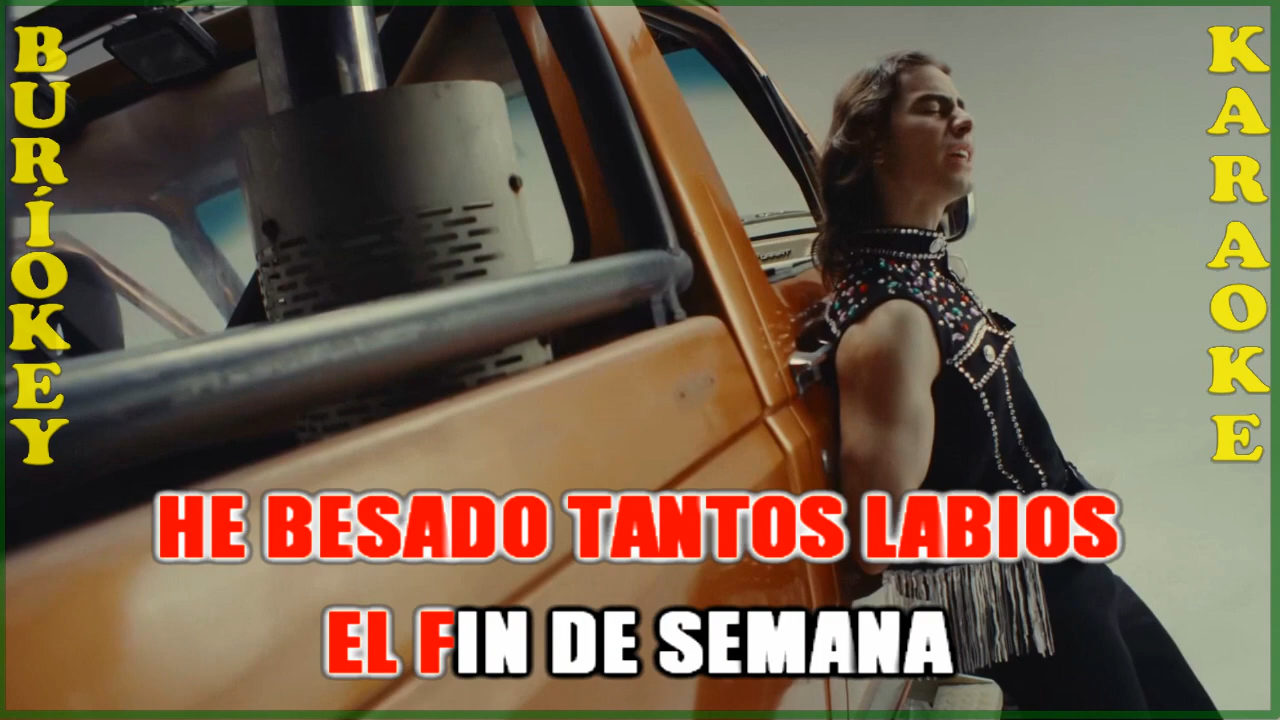 BURÍOKEY
KARAOKE
HE BESADO TANTOS LABIOS
EL FIN DE SEMANA